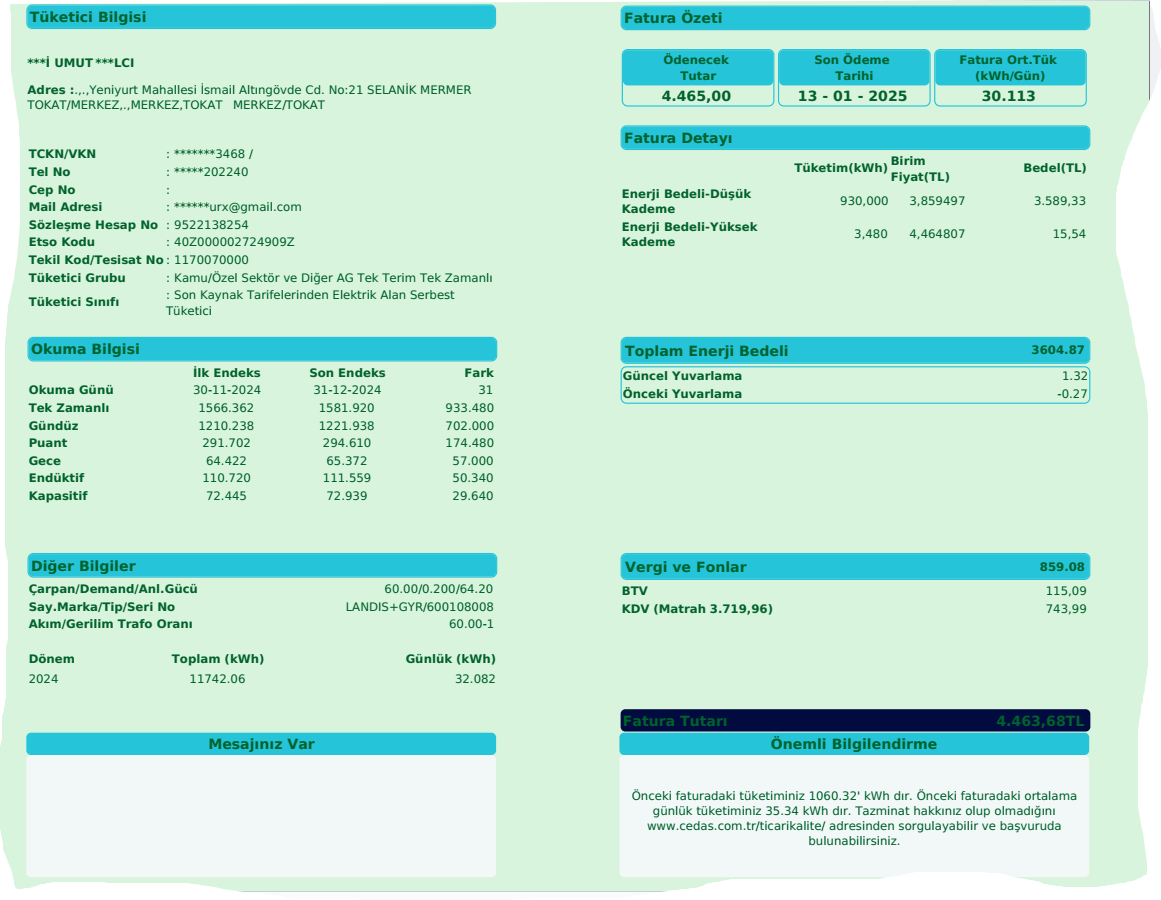 Tüketici Bilgisi
***İ UMUT ***LCI
Adres :.,.,Yeniyurt Mahallesi İsmail Altıngövde Cd. No:21 SELANİK MERMER
TOKAT/MERKEZ,.,MERKEZ,TOKAT MERKEZ/TOKAT
TCKN/VKN : *******3468 /
Tel No : *****202240
Cep No :
Mail Adresi : ******urx@gmail.com
Sözleşme Hesap No : 9522138254
Etso Kodu : 40Z000002724909Z
Tekil Kod/Tesisat No : 1170070000
Tüketici Grubu : Kamu/Özel Sektör ve Diğer AG Tek Terim Tek Zamanlı
Tüketici Sınıfı : Son Kaynak Tarifelerinden Elektrik Alan Serbest
Tüketici
Okuma Bilgisi
İlk Endeks Son Endeks Fark
Okuma Günü 30-11-2024 31-12-2024 31
Tek Zamanlı 1566.362 1581.920 933.480
Gündüz 1210.238 1221.938 702.000
Puant 291.702 294.610 174.480
Gece 64.422 65.372 57.000
Endüktif 110.720 111.559 50.340
Kapasitif 72.445 72.939 29.640
Diğer Bilgiler
Çarpan/Demand/Anl.Gücü 60.00/0.200/64.20
Say.Marka/Tip/Seri No LANDIS+GYR/600108008
Akım/Gerilim Trafo Oranı 60.00-1
Dönem Toplam (kWh) Günlük (kWh)
2024 11742.06 32.082
Mesajınız Var
Fatura Özeti
Ödenecek
Tutar
4.465,00
Son Ödeme
Tarihi
13 - 01 - 2025
Fatura Ort.Tük
(kWh/Gün)
30.113
Fatura Detayı
Tüketim(kWh) Birim
Fiyat(TL) Bedel(TL)
Enerji Bedeli-Düşük
Kademe 930,000 3,859497 3.589,33
Enerji Bedeli-Yüksek
Kademe 3,480 4,464807 15,54
Toplam Enerji Bedeli 3604.87
Güncel Yuvarlama 1.32
Önceki Yuvarlama -0.27
Vergi ve Fonlar 859.08
BTV 115,09
KDV (Matrah 3.719,96) 743,99
Fatura Tutarı 4.463,68TL
Önemli Bilgilendirme
Önceki faturadaki tüketiminiz 1060.32' kWh dır. Önceki faturadaki ortalama
günlük tüketiminiz 35.34 kWh dır. Tazminat hakkınız olup olmadığını
www.cedas.com.tr/ticarikalite/ adresinden sorgulayabilir ve başvuruda
bulunabilirsiniz.